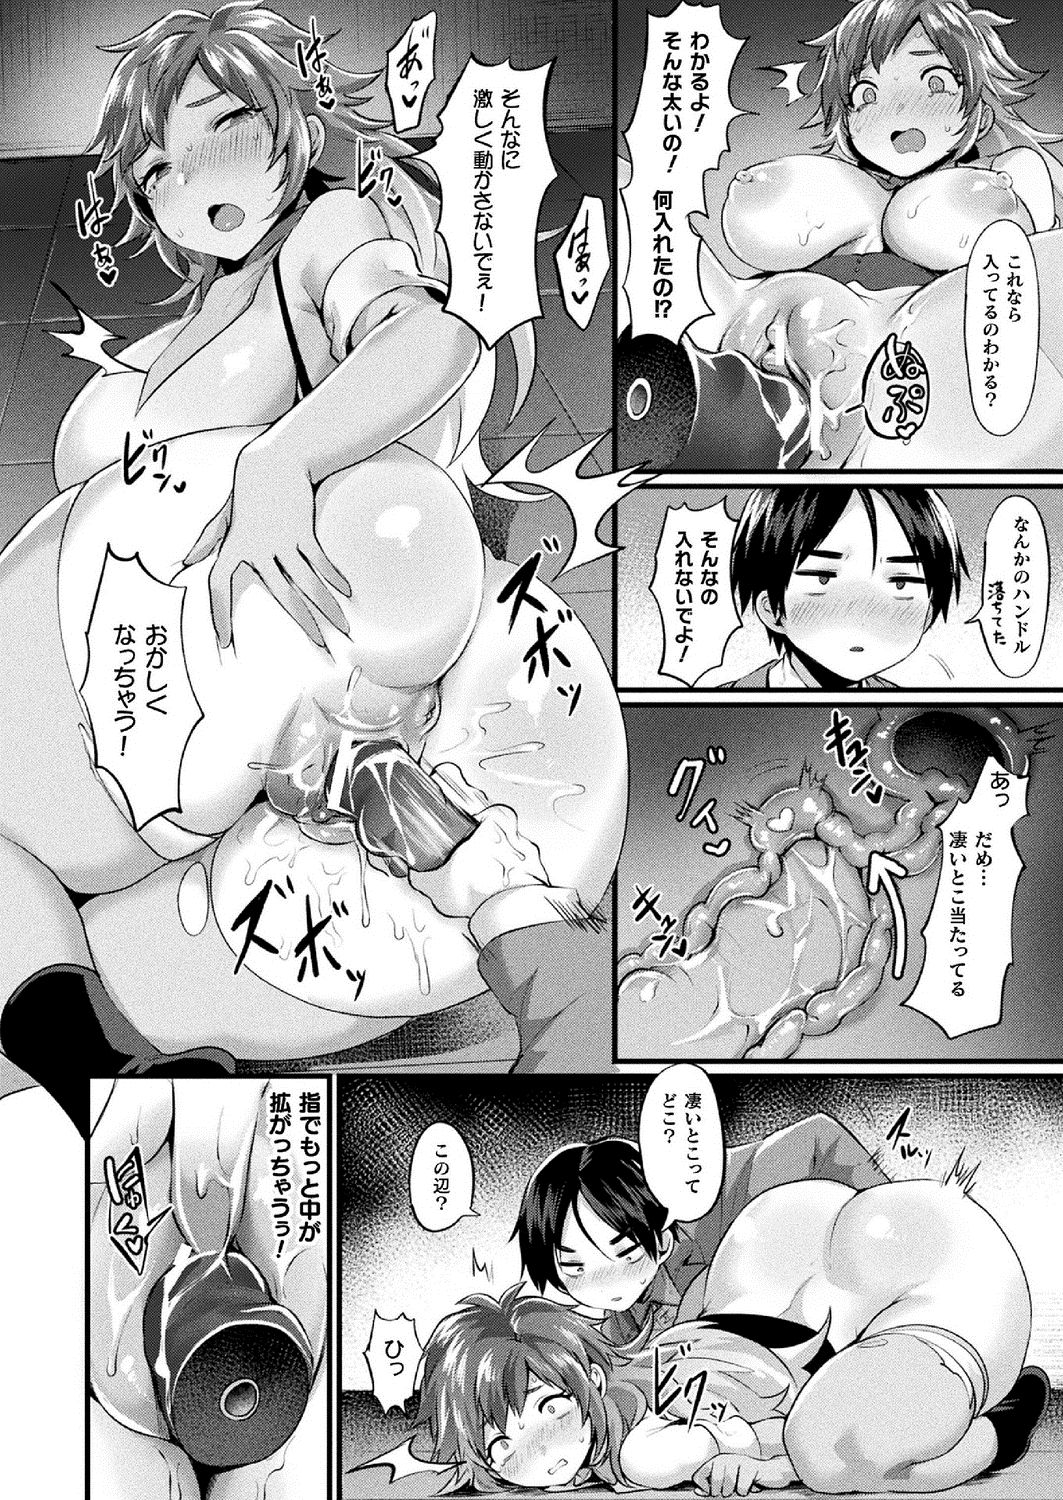 これなら
入ってるのわかる？
わかるよ！
そんな太いの！
何入れたの!?
ぬぷ♡
なんかのハンドル
落ちてた
そんなの
入れないでよ！
あっ
だめ…
凄いとこ当たってる
キュン
グイッ
キュン
そんなに
激しく動かさないでぇ！
あ゛っ
はぁ
はぁ
はあっ
ビクッ
ビクン
おかしく
なっちゃう！
ズボッ
ズボッ
凄いとこって
どこ？
この辺？
ズルッ
ひっ
指でもっと中が
拡がっちゃうぅ！